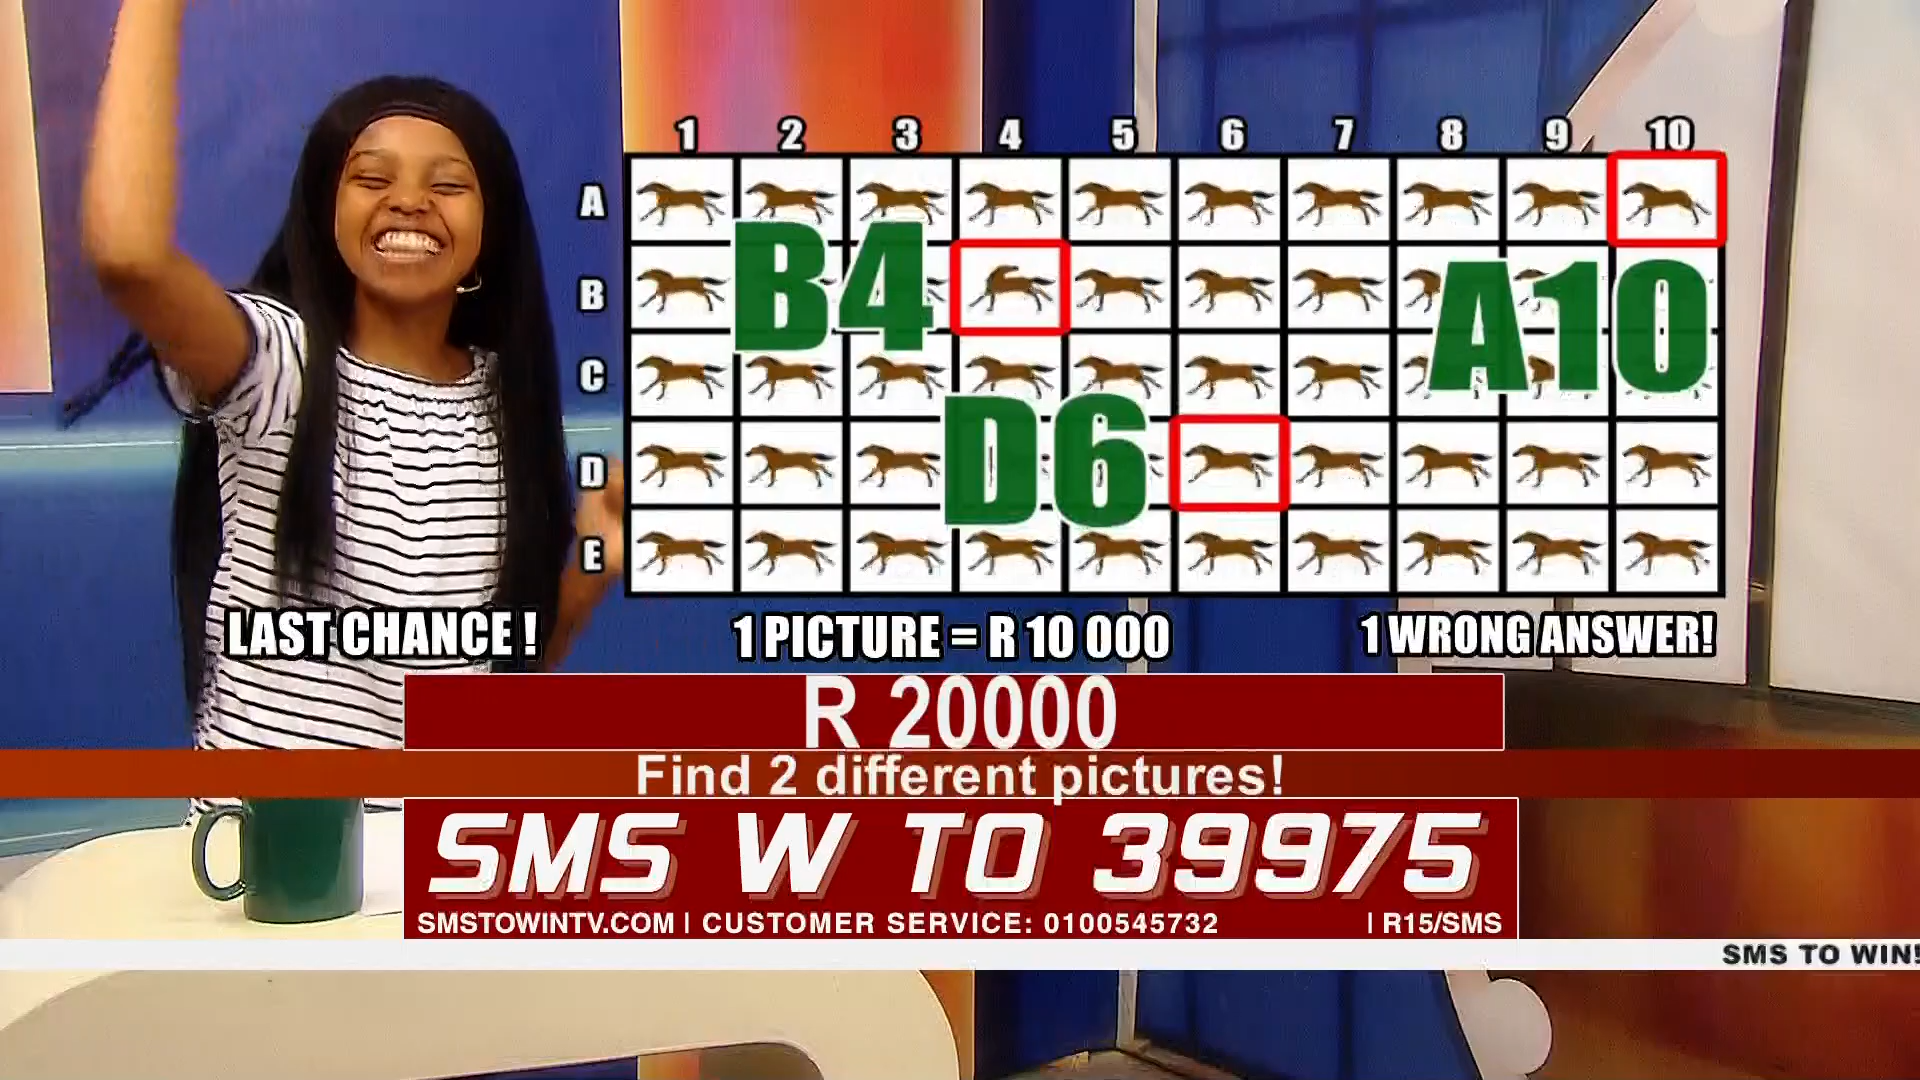 1 2 3 4 5 6 7 8 9 10
A
B
C
D
E
B4
A10
D6
LAST CHANCE !
1 PICTURE = R 10 000
1 WRONG ANSWER!
R 20000
Find 2 different pictures!
SMS W TO 39975
SMSTOWINTV.COM | CUSTOMER SERVICE: 0100545732 | R15/SMS
SMS TO WIN!